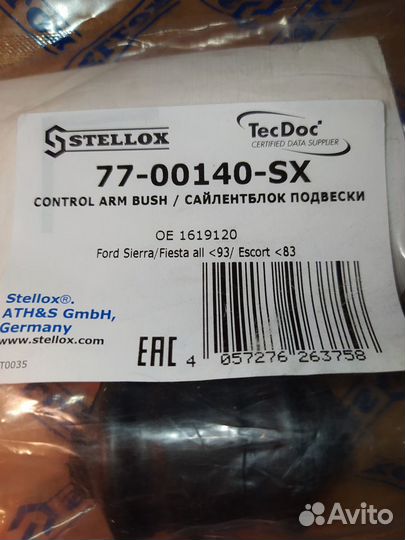 STELLOX
TecDoc
CERTIFIED DATA SUPPLIER
77-00140-SX
CONTROL ARM BUSH / САЙЛЕНТБЛОК ПОДВЕСКИ
OE 1619120
Ford Sierra/Fiesta all <93/ Escort <83
Stellox®.
ATH&S GmbH,
Germany
www.stellox.com
EAC
4 057276 263758
T0035
Avito